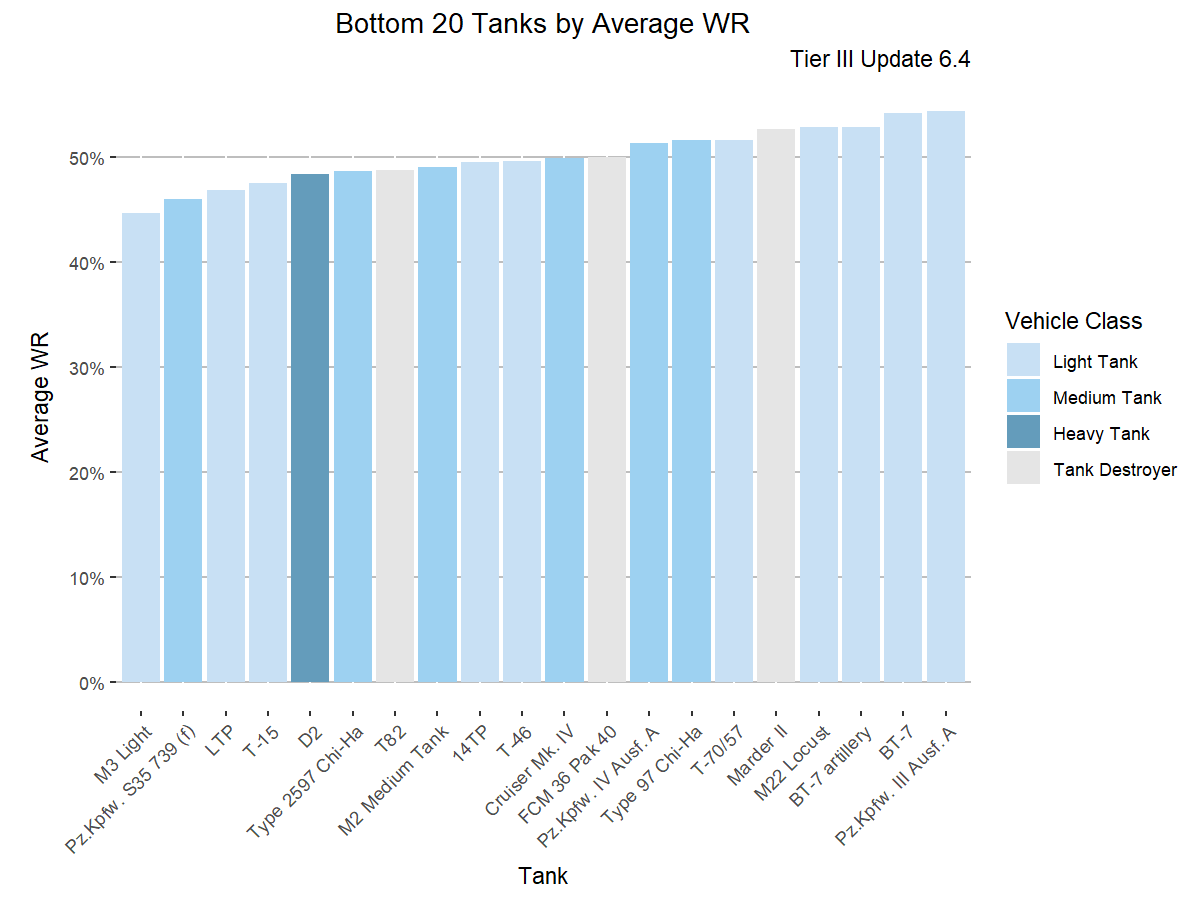 Bottom 20 Tanks by Average WR
Tier III Update 6.4
50%
40%
30%
20%
10%
0%
Average WR
M3 Light
Pz.Kpfw. S35 739 (f)
LTP
T-15
D2
Type 2597 Chi-Ha
T82
M2 Medium Tank
14TP
T-46
Cruiser Mk. IV
FCM 36 Pak 40
Pz.Kpfw. IV Ausf. A
Type 97 Chi-Ha
T-70/57
Marder II
M22 Locust
BT-7 artillery
BT-7
Pz.Kpfw. III Ausf. A
Tank
Vehicle Class
Light Tank
Medium Tank
Heavy Tank
Tank Destroyer